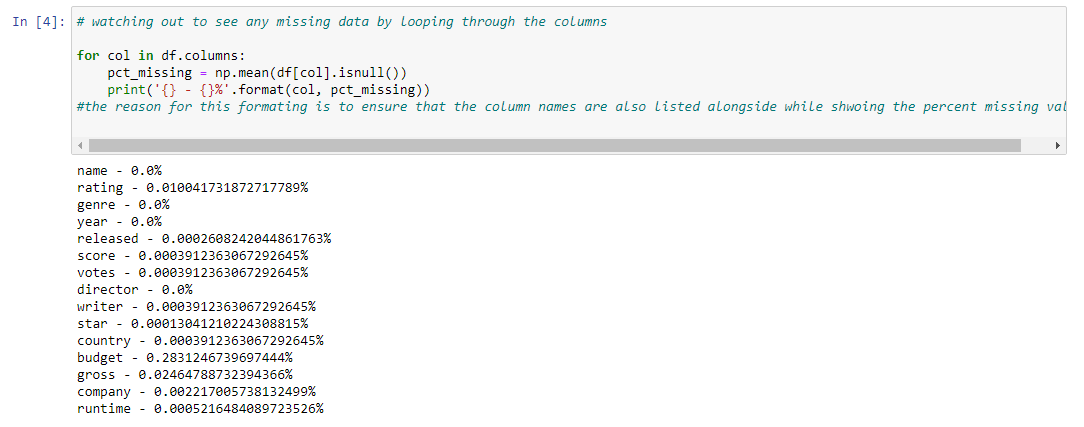 In [4]: # watching out to see any missing data by looping through the columns
for col in df.columns:
    pct_missing = np.mean(df[col].isnull())
    print('{} - {}%'.format(col, pct_missing))
#the reason for this formating is to ensure that the column names are also listed alongside while shwoing the percent missing val
name - 0.0%
rating - 0.010041731872717789%
genre - 0.0%
year - 0.0%
released - 0.0002608242044861763%
score - 0.0003912363067292645%
votes - 0.0003912363067292645%
director - 0.0%
writer - 0.0003912363067292645%
star - 0.00013041210224308815%
country - 0.0003912363067292645%
budget - 0.2831246739697444%
gross - 0.02464788732394366%
company - 0.002217005738132499%
runtime - 0.0005216484089723526%